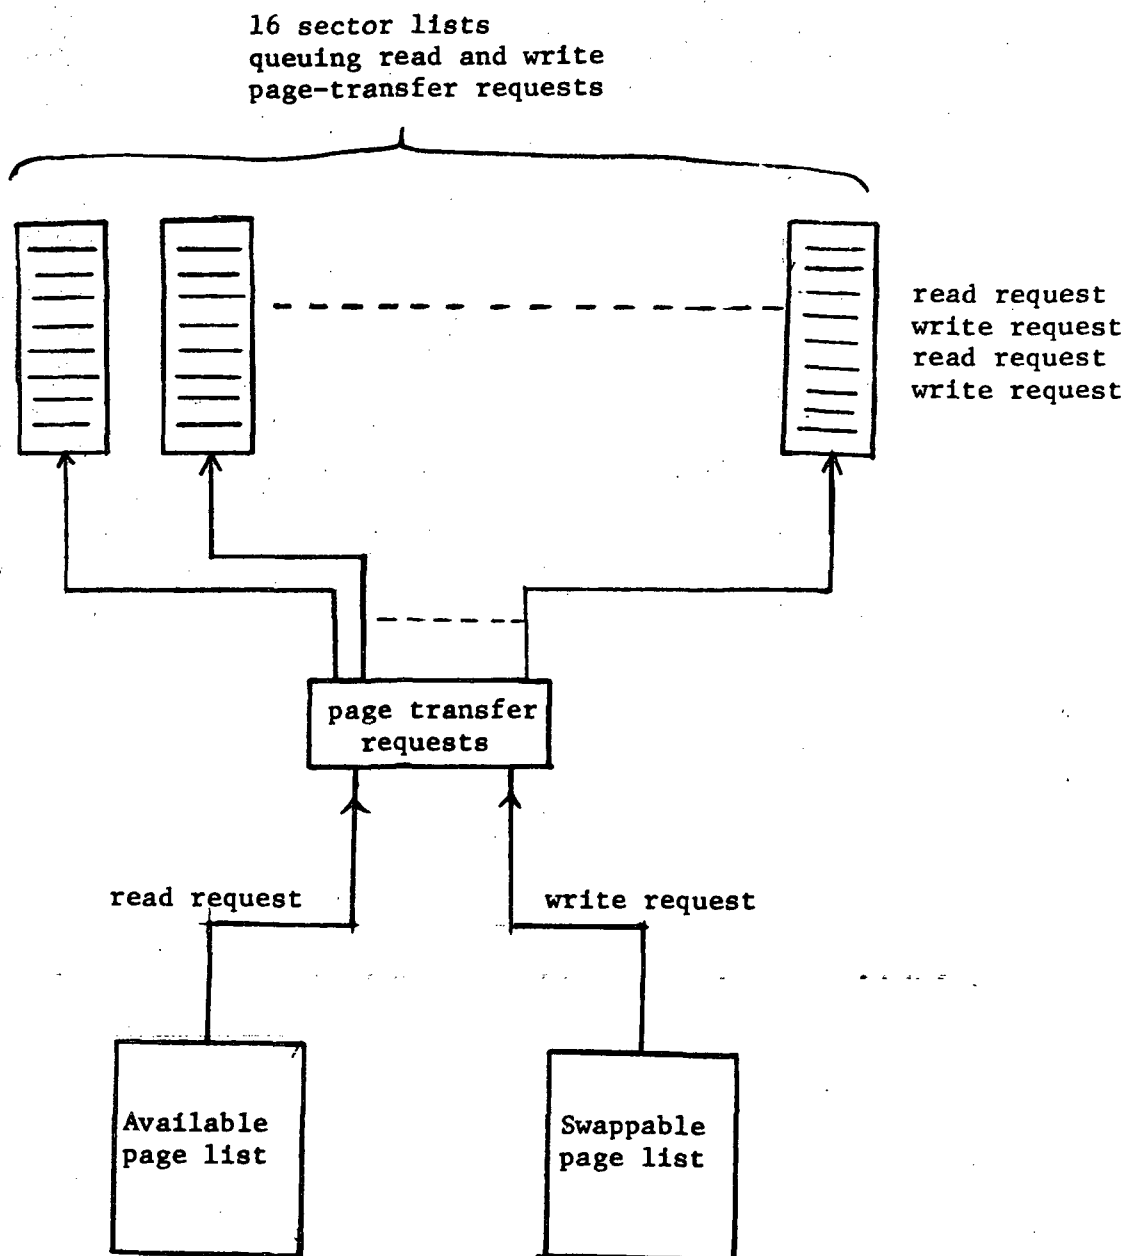 16 sector lists
queuing read and write
page-transfer requests
read request
write request
read request
write request
page transfer
requests
read request
write request
Available
page list
Swappable
page list